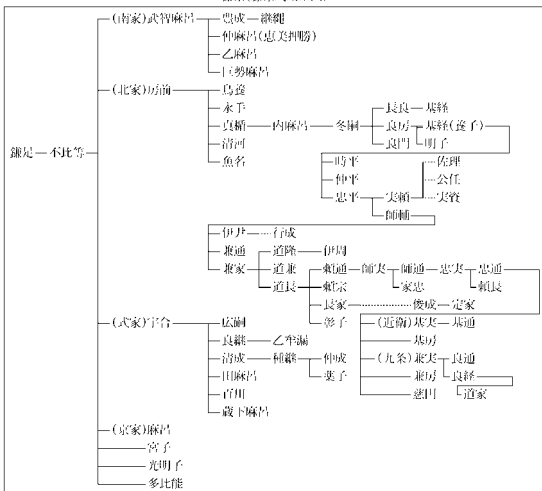 (南家)武智麻呂 豊成 継縄
仲麻呂(恵美押勝)
乙麻呂
巨勢麻呂
(北家)房前 鳥養
永手
真楯 内麻呂 冬嗣 長良 基経
清河 良房 基経(養子)
魚名 良門 明子
鎌足 不比等
時平 佐理
仲平 公任
忠平 実頼 実資
師輔
伊尹 行成
兼通 道隆 伊周
兼家 道兼 頼通 師実 師通 忠実 忠通
道長 頼宗 家忠 頼長
長家 俊成 定家
(式家)宇合 広嗣 彰子 (近衛)基実 基通
良継 乙牟漏 基房
清成 種継 仲成 (九条)兼実 良通
田麻呂 薬子 兼房 良経
百川 慈円 道家
蔵下麻呂
(京家)麻呂
宮子
光明子
多比能